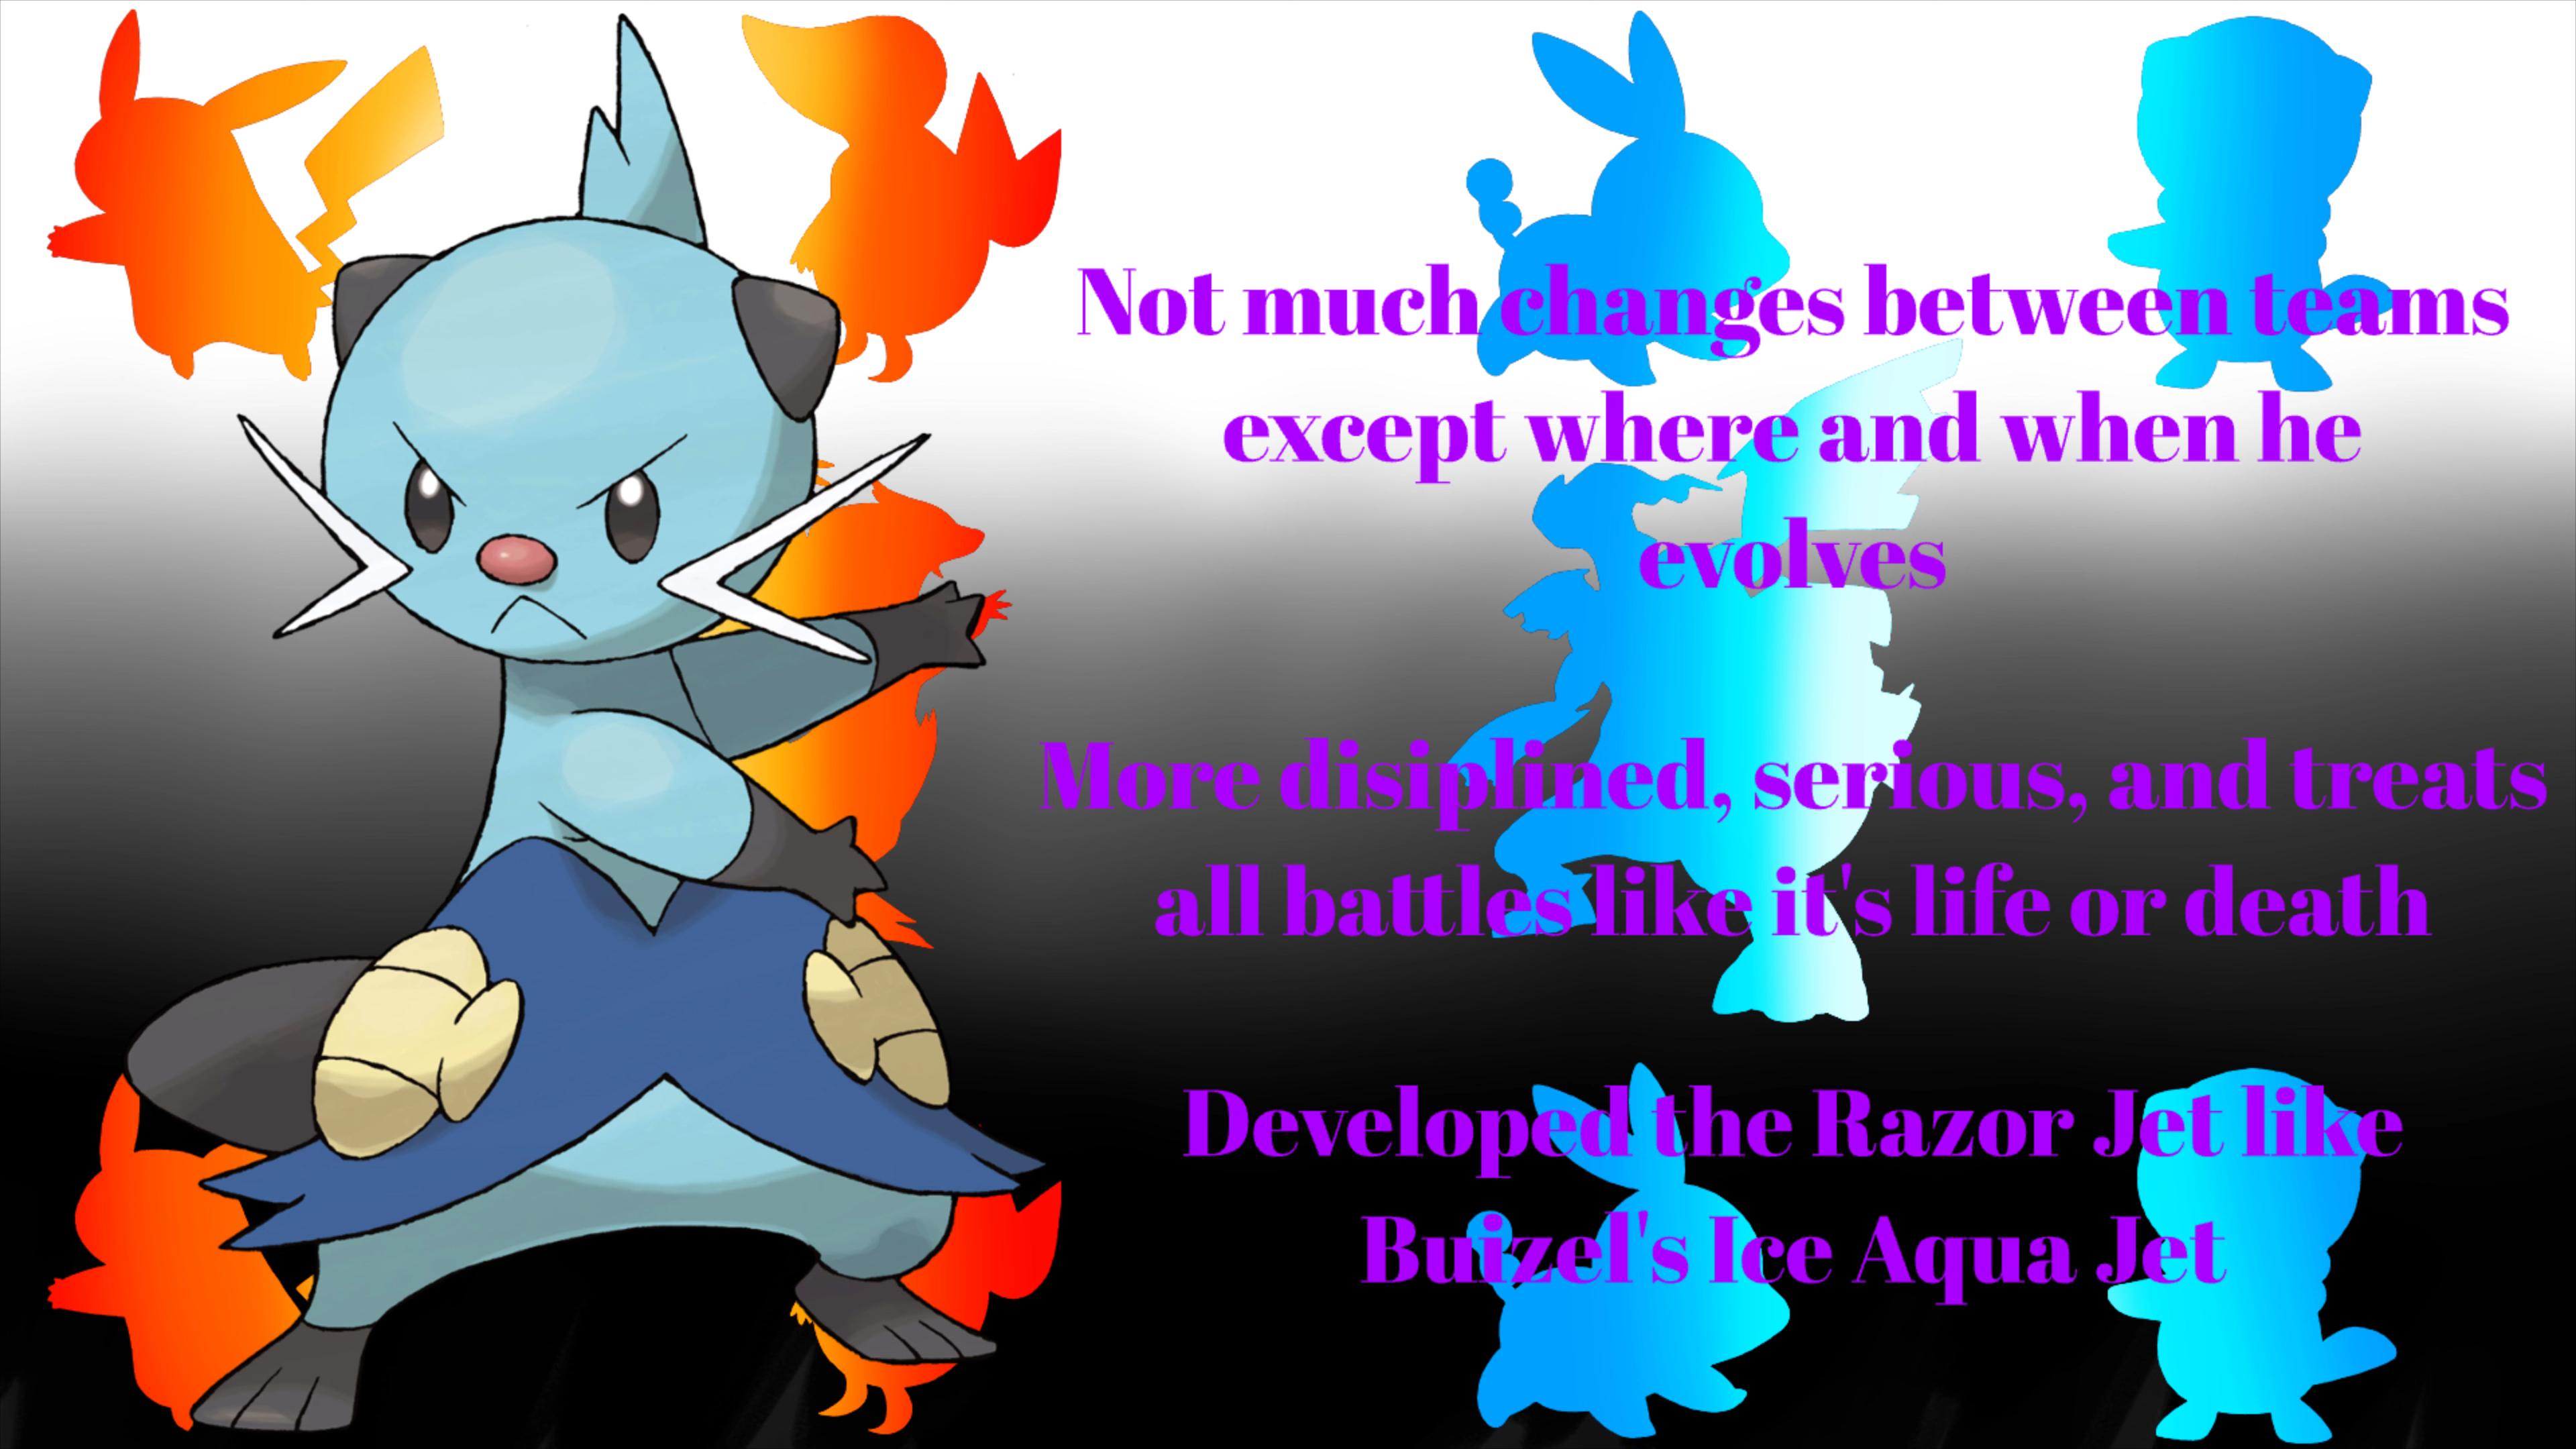 Not much changes between teams
except where and when he
evolves
More disiplined, serious, and treats
all battles like it's life or death
Developed the Razor Jet like
Buizel's Ice Aqua Jet